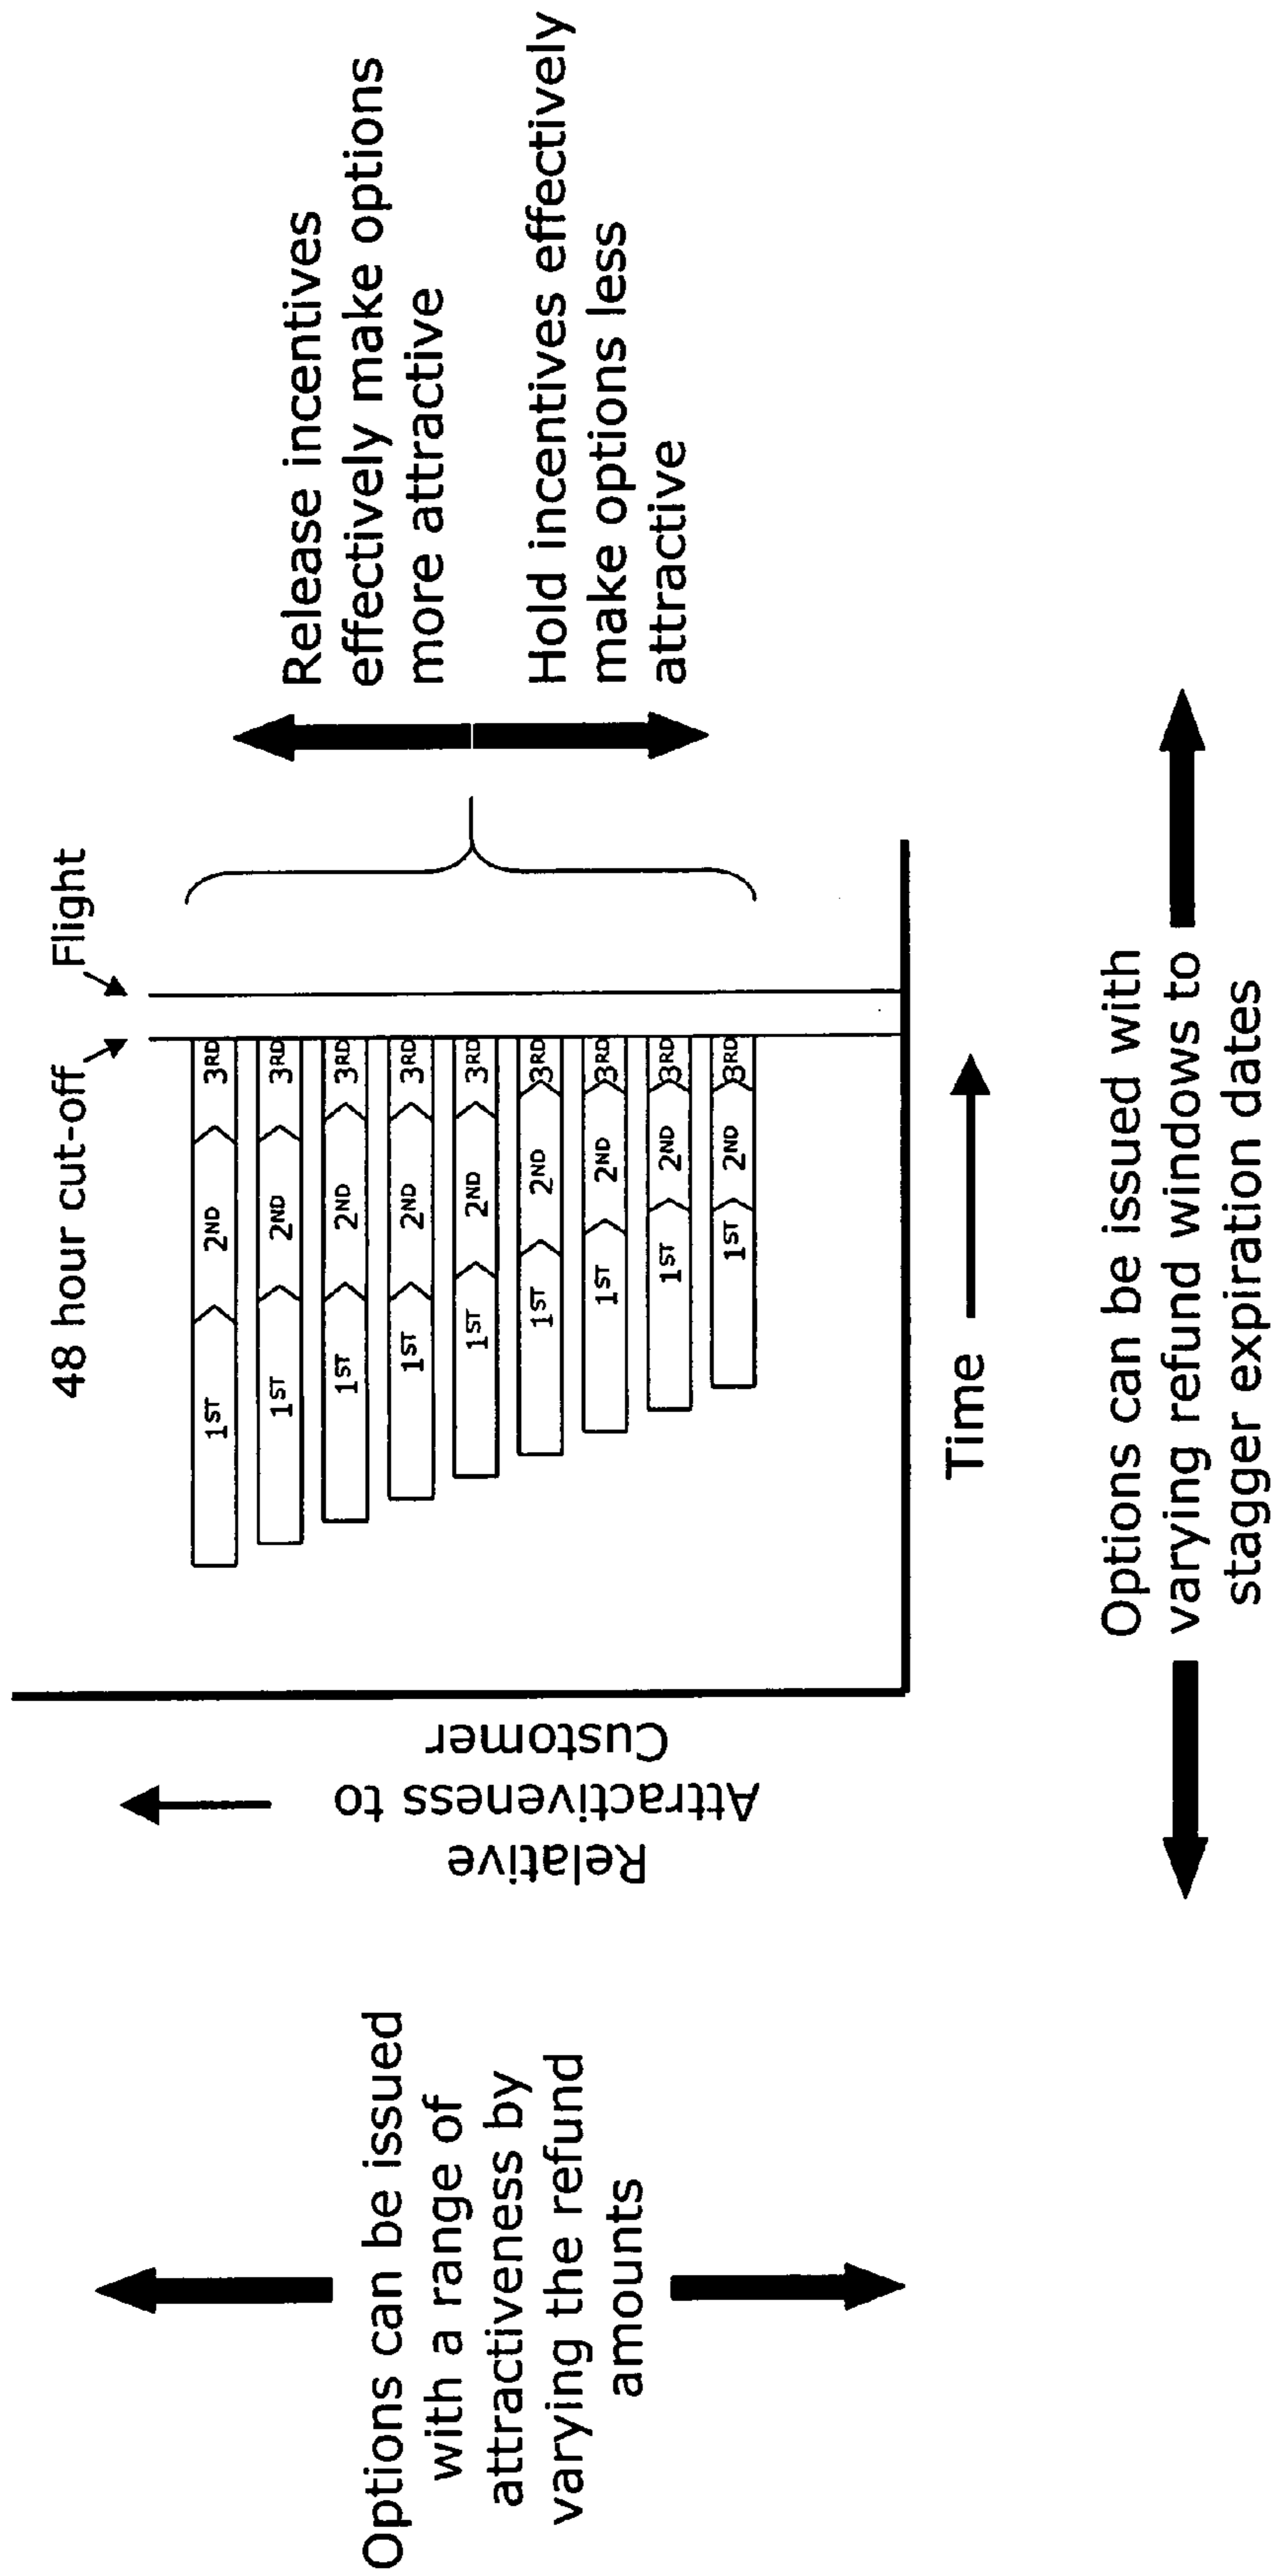 48 hour cut-off
Flight
1ST 2ND 3RD
1ST 2ND 3RD
1ST 2ND 3RD
1ST 2ND 3RD
1ST 2ND 3RD
1ST 2ND 3RD
1ST 2ND 3RD
1ST 2ND 3RD
1ST 2ND 3RD
Options can be issued
with a range of
attractiveness by
varying the refund
amounts
Relative
Attractiveness to
Customer
Release incentives
effectively make options
more attractive
Hold incentives effectively
make options less
attractive
Time
Options can be issued with
varying refund windows to
stagger expiration dates